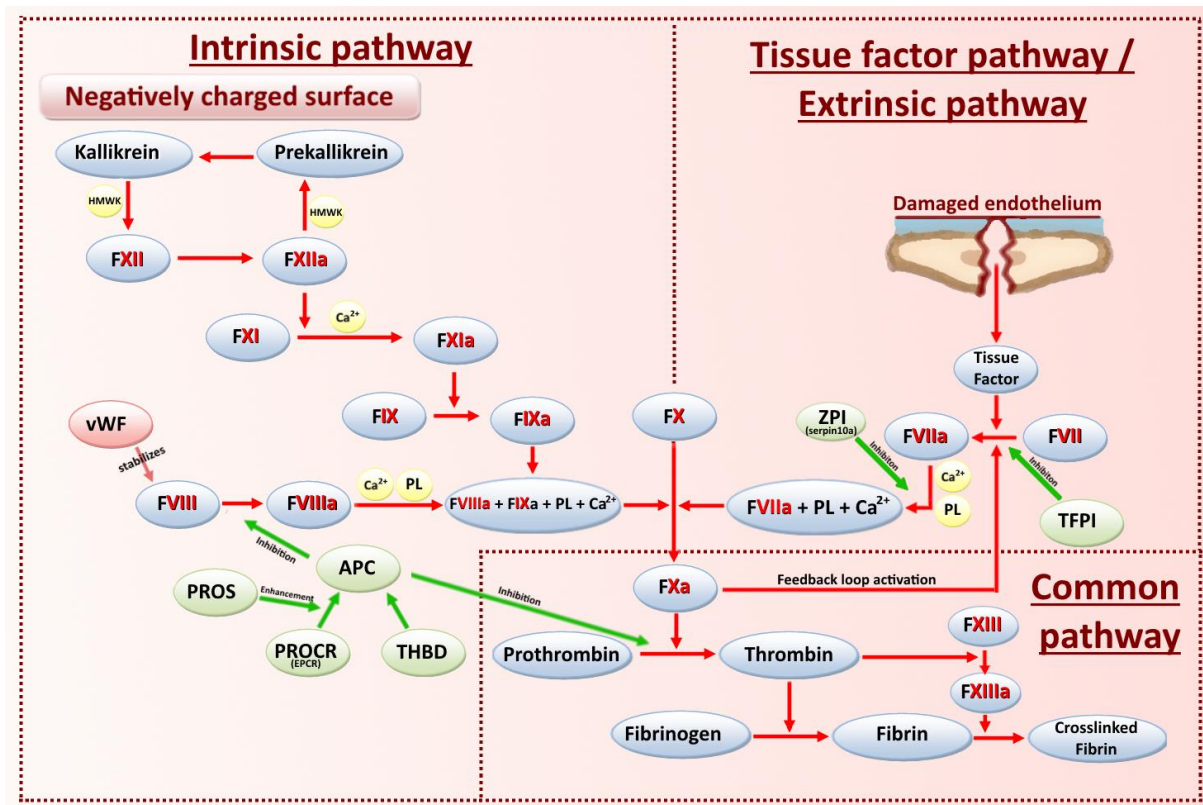 Intrinsic pathway
Negatively charged surface
Kallikrein
Prekallikrein
HMWK
HMWK
FXII
FXIIa
FXI
Ca²⁺
FXIa
FIX
FIXa
vWF
stabilizes
FVIII
FVIIIa
Ca²⁺
PL
FVIIIa + FIXa + PL + Ca²⁺
Inhibition
APC
PROS
Enhancement
PROCR
(EPCR)
THBD
Inhibition
FX
Tissue factor pathway /
Extrinsic pathway
Damaged endothelium
Tissue
Factor
ZPI
(serpin10a)
Inhibiton
FVIIa
FVII
Ca²⁺
PL
Inhibiton
TFPI
FVIIa + PL + Ca²⁺
Common
pathway
FXa
Feedback loop activation
Prothrombin
Thrombin
FXIII
FXIIIa
Fibrinogen
Fibrin
Crosslinked
Fibrin